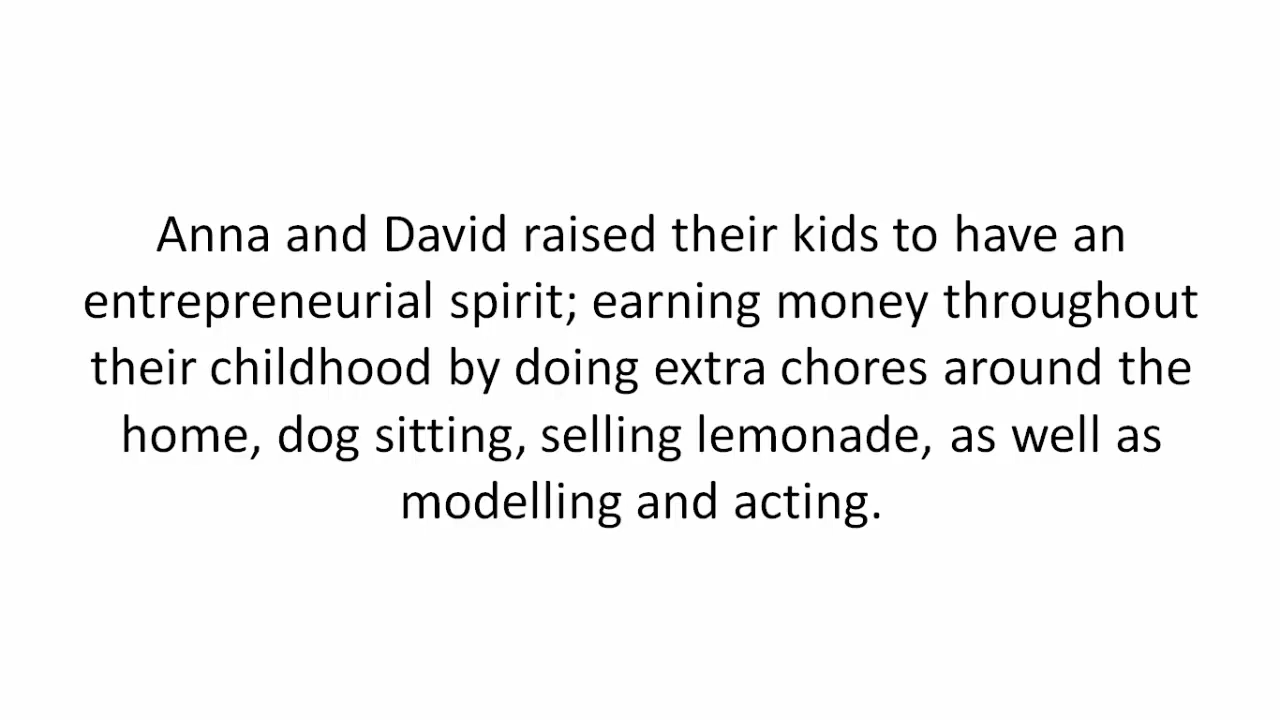 Anna and David raised their kids to have an
entrepreneurial spirit; earning money throughout
their childhood by doing extra chores around the
home, dog sitting, selling lemonade, as well as
modelling and acting.